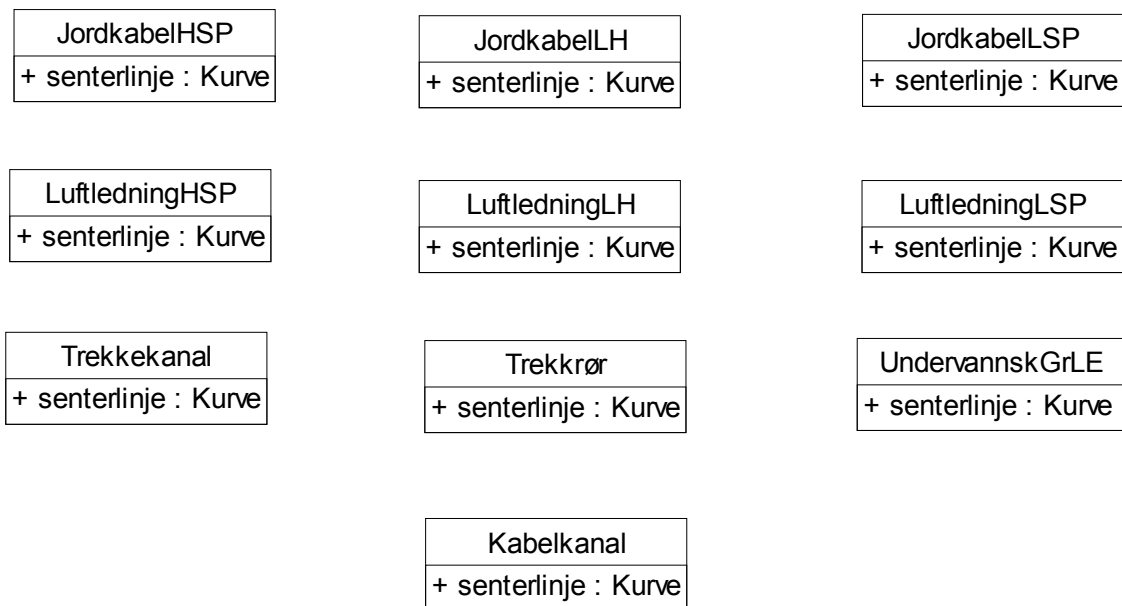 JordkabelHSP
+ senterlinje : Kurve
JordkabelLH
+ senterlinje : Kurve
JordkabelLSP
+ senterlinje : Kurve
LuftledningHSP
+ senterlinje : Kurve
LuftledningLH
+ senterlinje : Kurve
LuftledningLSP
+ senterlinje : Kurve
Trekkekanal
+ senterlinje : Kurve
Trekkrør
+ senterlinje : Kurve
UndervannskGrLE
+ senterlinje : Kurve
Kabelkanal
+ senterlinje : Kurve